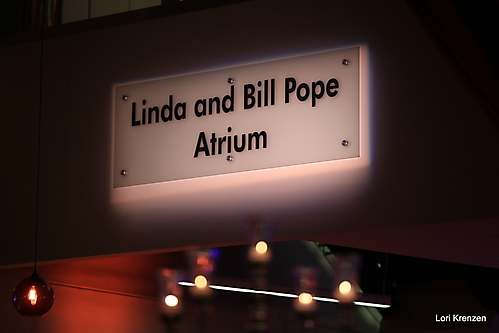 Linda and Bill Pope
Atrium
Lori Krenzen